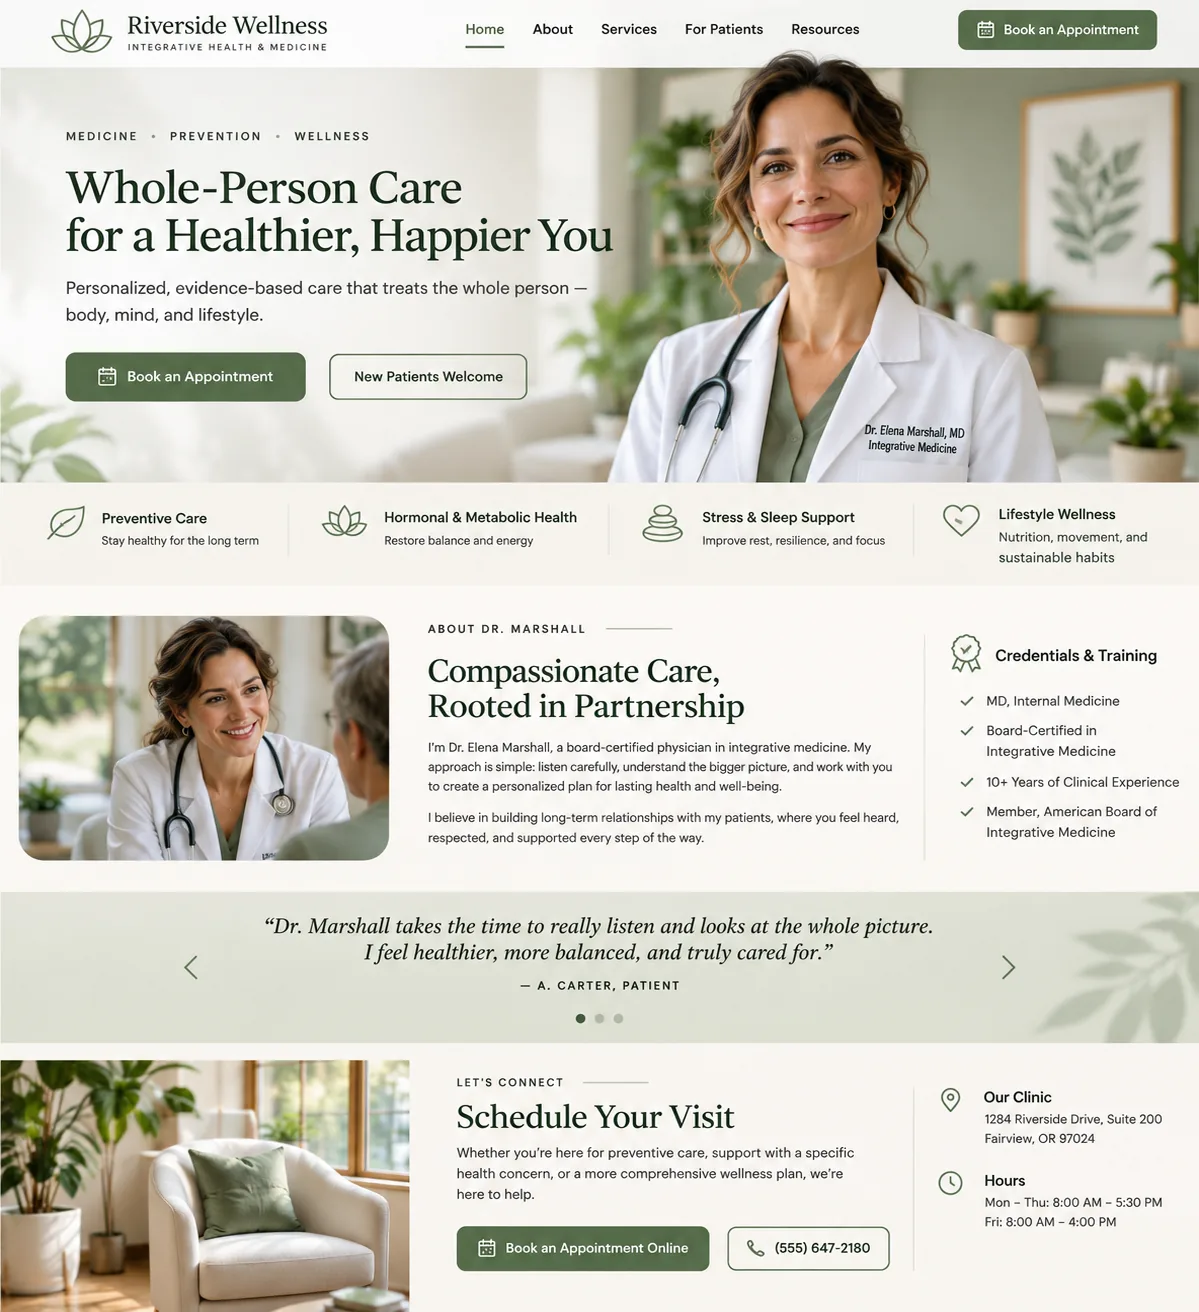 Riverside Wellness
INTEGRATIVE HEALTH & MEDICINE
Home
About
Services
For Patients
Resources
Book an Appointment
MEDICINE • PREVENTION • WELLNESS
Whole-Person Care
for a Healthier, Happier You
Personalized, evidence-based care that treats the whole person —
body, mind, and lifestyle.
Book an Appointment
New Patients Welcome
Dr. Elena Marshall, MD
Integrative Medicine
Preventive Care
Stay healthy for the long term
Hormonal & Metabolic Health
Restore balance and energy
Stress & Sleep Support
Improve rest, resilience, and focus
Lifestyle Wellness
Nutrition, movement, and
sustainable habits
ABOUT DR. MARSHALL
Compassionate Care,
Rooted in Partnership
I'm Dr. Elena Marshall, a board-certified physician in integrative medicine. My
approach is simple: listen carefully, understand the bigger picture, and work with you
to create a personalized plan for lasting health and well-being.
I believe in building long-term relationships with my patients, where you feel heard,
respected, and supported every step of the way.
Credentials & Training
MD, Internal Medicine
Board-Certified in
Integrative Medicine
10+ Years of Clinical Experience
Member, American Board of
Integrative Medicine
“Dr. Marshall takes the time to really listen and looks at the whole picture.
I feel healthier, more balanced, and truly cared for.”
— A. CARTER, PATIENT
LET'S CONNECT
Schedule Your Visit
Whether you're here for preventive care, support with a specific
health concern, or a more comprehensive wellness plan, we're
here to help.
Book an Appointment Online
(555) 647-2180
Our Clinic
1284 Riverside Drive, Suite 200
Fairview, OR 97024
Hours
Mon – Thu: 8:00 AM – 5:30 PM
Fri: 8:00 AM – 4:00 PM